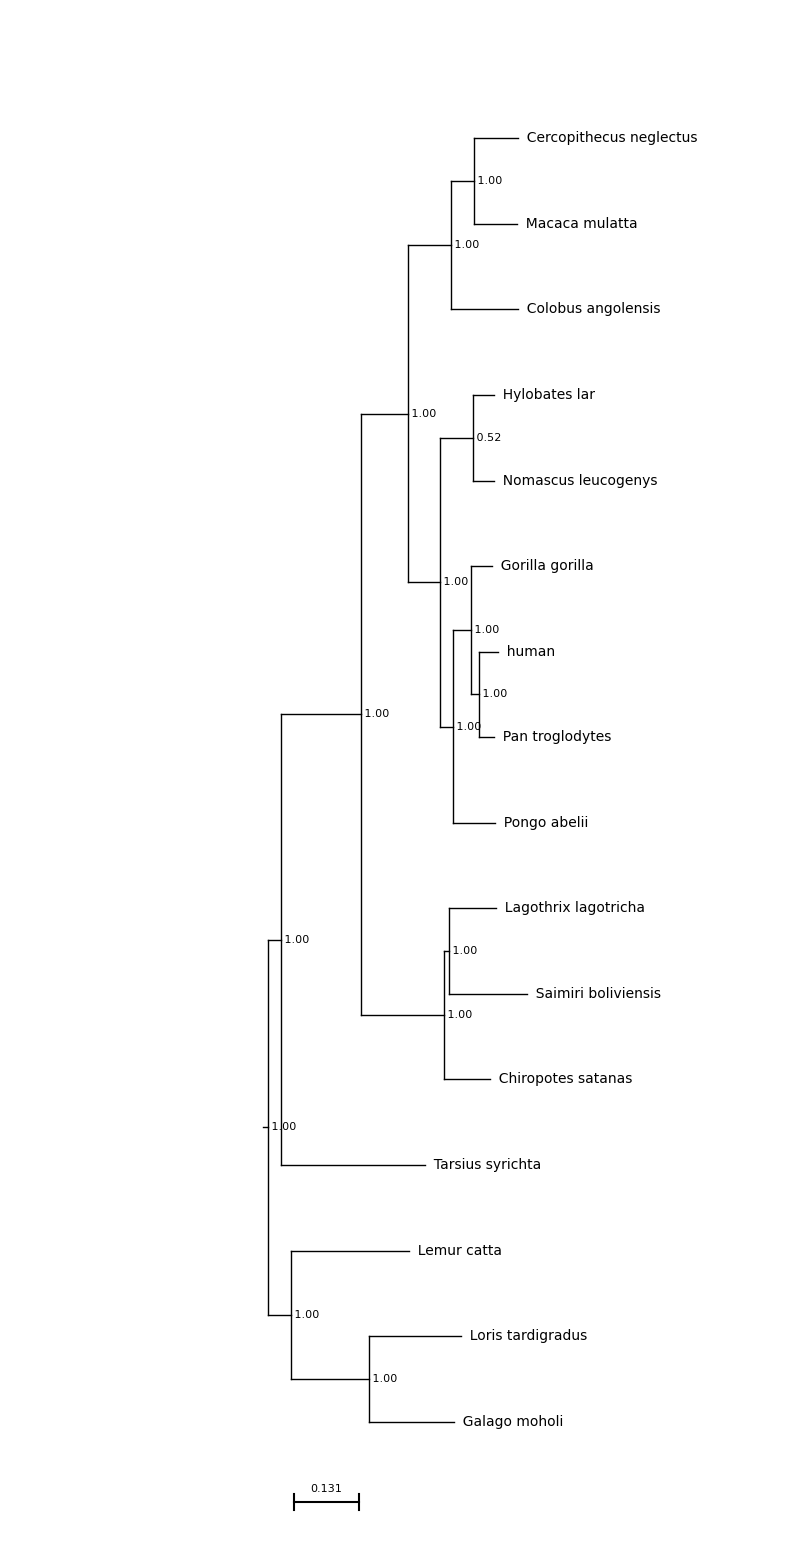 Cercopithecus neglectus
1.00
Macaca mulatta
1.00
Colobus angolensis
Hylobates lar
1.00
0.52
Nomascus leucogenys
Gorilla gorilla
1.00
1.00
human
1.00
1.00
1.00
Pan troglodytes
Pongo abelii
Lagothrix lagotricha
1.00
1.00
Saimiri boliviensis
1.00
Chiropotes satanas
1.00
Tarsius syrichta
Lemur catta
1.00
Loris tardigradus
1.00
Galago moholi
0.131